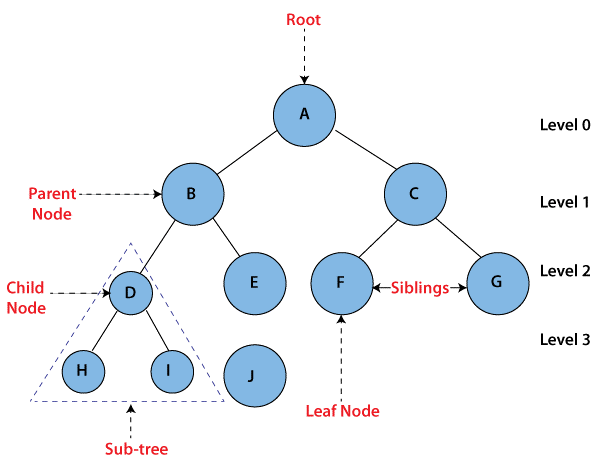 Root
A
Level 0
Parent
Node
B
C
Level 1
Child
Node
D
E
F
Siblings
G
Level 2
Level 3
H
I
J
Leaf Node
Sub-tree